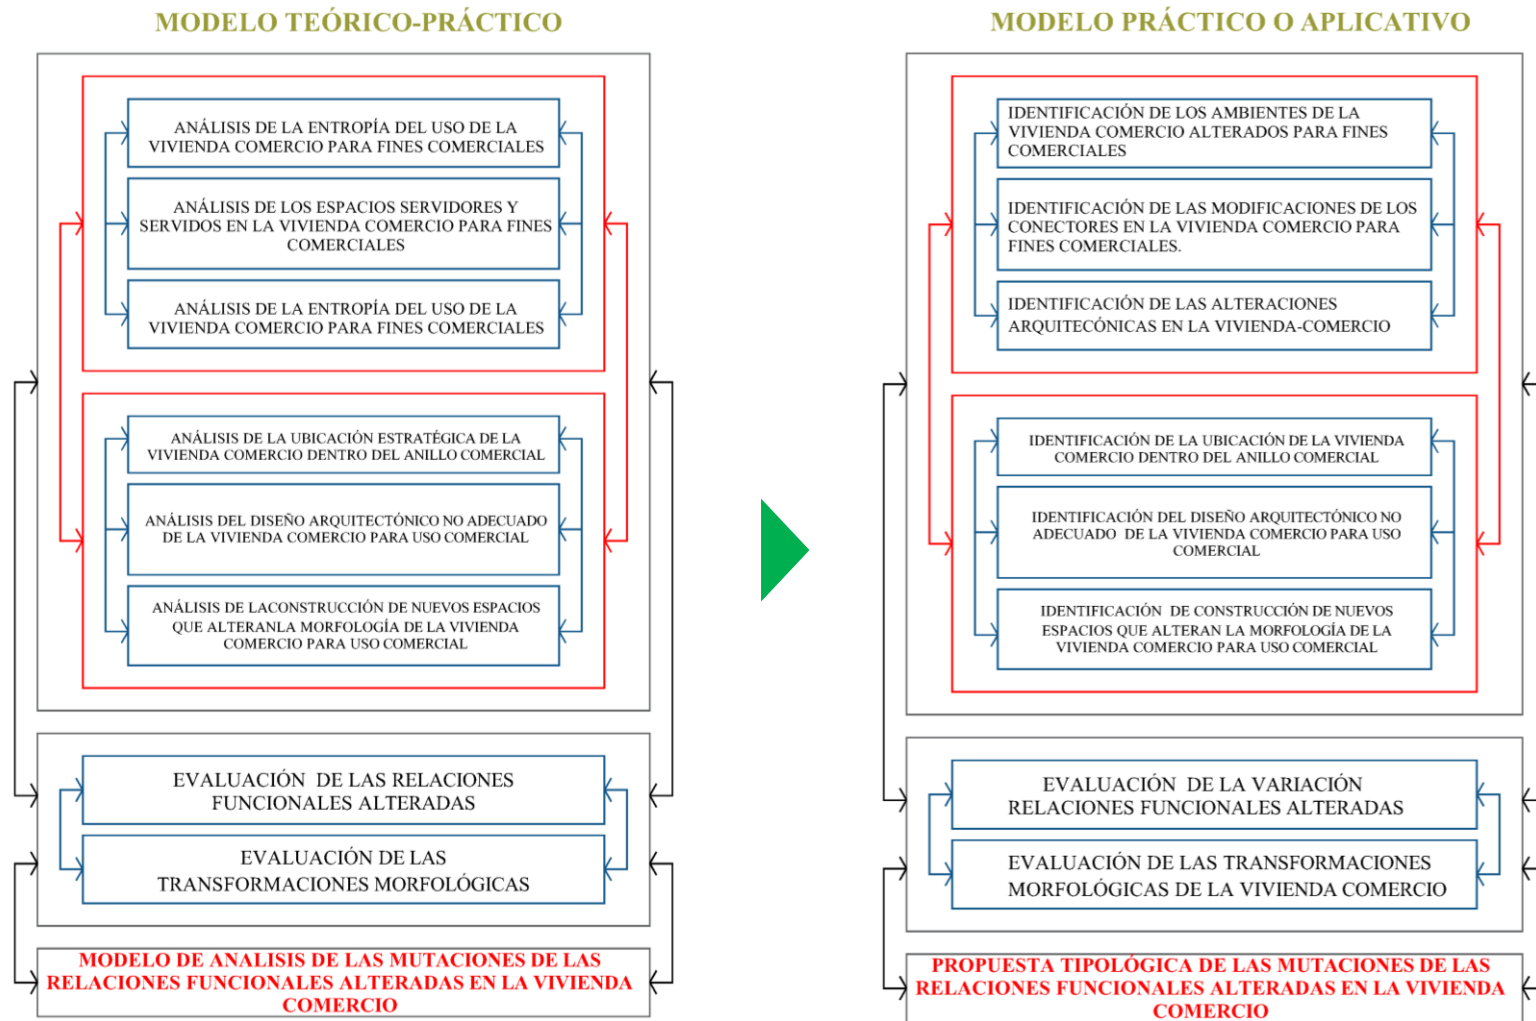 MODELO TEÓRICO-PRÁCTICO
ANÁLISIS DE LA ENTROPÍA DEL USO DE LA
VIVIENDA COMERCIO PARA FINES COMERCIALES
ANÁLISIS DE LOS ESPACIOS SERVIDORES Y
SERVIDOS EN LA VIVIENDA COMERCIO PARA FINES
COMERCIALES
ANÁLISIS DE LA ENTROPÍA DEL USO DE LA
VIVIENDA COMERCIO PARA FINES COMERCIALES
ANÁLISIS DE LA UBICACIÓN ESTRATÉGICA DE LA
VIVIENDA COMERCIO DENTRO DEL ANILLO COMERCIAL
ANÁLISIS DEL DISEÑO ARQUITECTÓNICO NO ADECUADO
DE LA VIVIENDA COMERCIO PARA USO COMERCIAL
ANÁLISIS DE LACONSTRUCCIÓN DE NUEVOS ESPACIOS
QUE ALTERANLA MORFOLOGÍA DE LA VIVIENDA
COMERCIO PARA USO COMERCIAL
EVALUACIÓN DE LAS RELACIONES
FUNCIONALES ALTERADAS
EVALUACIÓN DE LAS
TRANSFORMACIONES MORFOLÓGICAS
MODELO DE ANALISIS DE LAS MUTACIONES DE LAS
RELACIONES FUNCIONALES ALTERADAS EN LA VIVIENDA
COMERCIO
MODELO PRÁCTICO O APLICATIVO
IDENTIFICACIÓN DE LOS AMBIENTES DE LA
VIVIENDA COMERCIO ALTERADOS PARA FINES
COMERCIALES
IDENTIFICACIÓN DE LAS MODIFICACIONES DE LOS
CONECTORES EN LA VIVIENDA COMERCIO PARA
FINES COMERCIALES.
IDENTIFICACIÓN DE LAS ALTERACIONES
ARQUITECÓNICAS EN LA VIVIENDA-COMERCIO
IDENTIFICACIÓN DE LA UBICACIÓN DE LA VIVIENDA
COMERCIO DENTRO DEL ANILLO COMERCIAL
IDENTIFICACIÓN DEL DISEÑO ARQUITECTÓNICO NO
ADECUADO DE LA VIVIENDA COMERCIO PARA USO
COMERCIAL
IDENTIFICACIÓN DE CONSTRUCCIÓN DE NUEVOS
ESPACIOS QUE ALTERAN LA MORFOLOGÍA DE LA
VIVIENDA COMERCIO PARA USO COMERCIAL
EVALUACIÓN DE LA VARIACIÓN
RELACIONES FUNCIONALES ALTERADAS
EVALUACIÓN DE LAS TRANSFORMACIONES
MORFOLÓGICAS DE LA VIVIENDA COMERCIO
PROPUESTA TIPOLÓGICA DE LAS MUTACIONES DE LAS
RELACIONES FUNCIONALES ALTERADAS EN LA VIVIENDA
COMERCIO